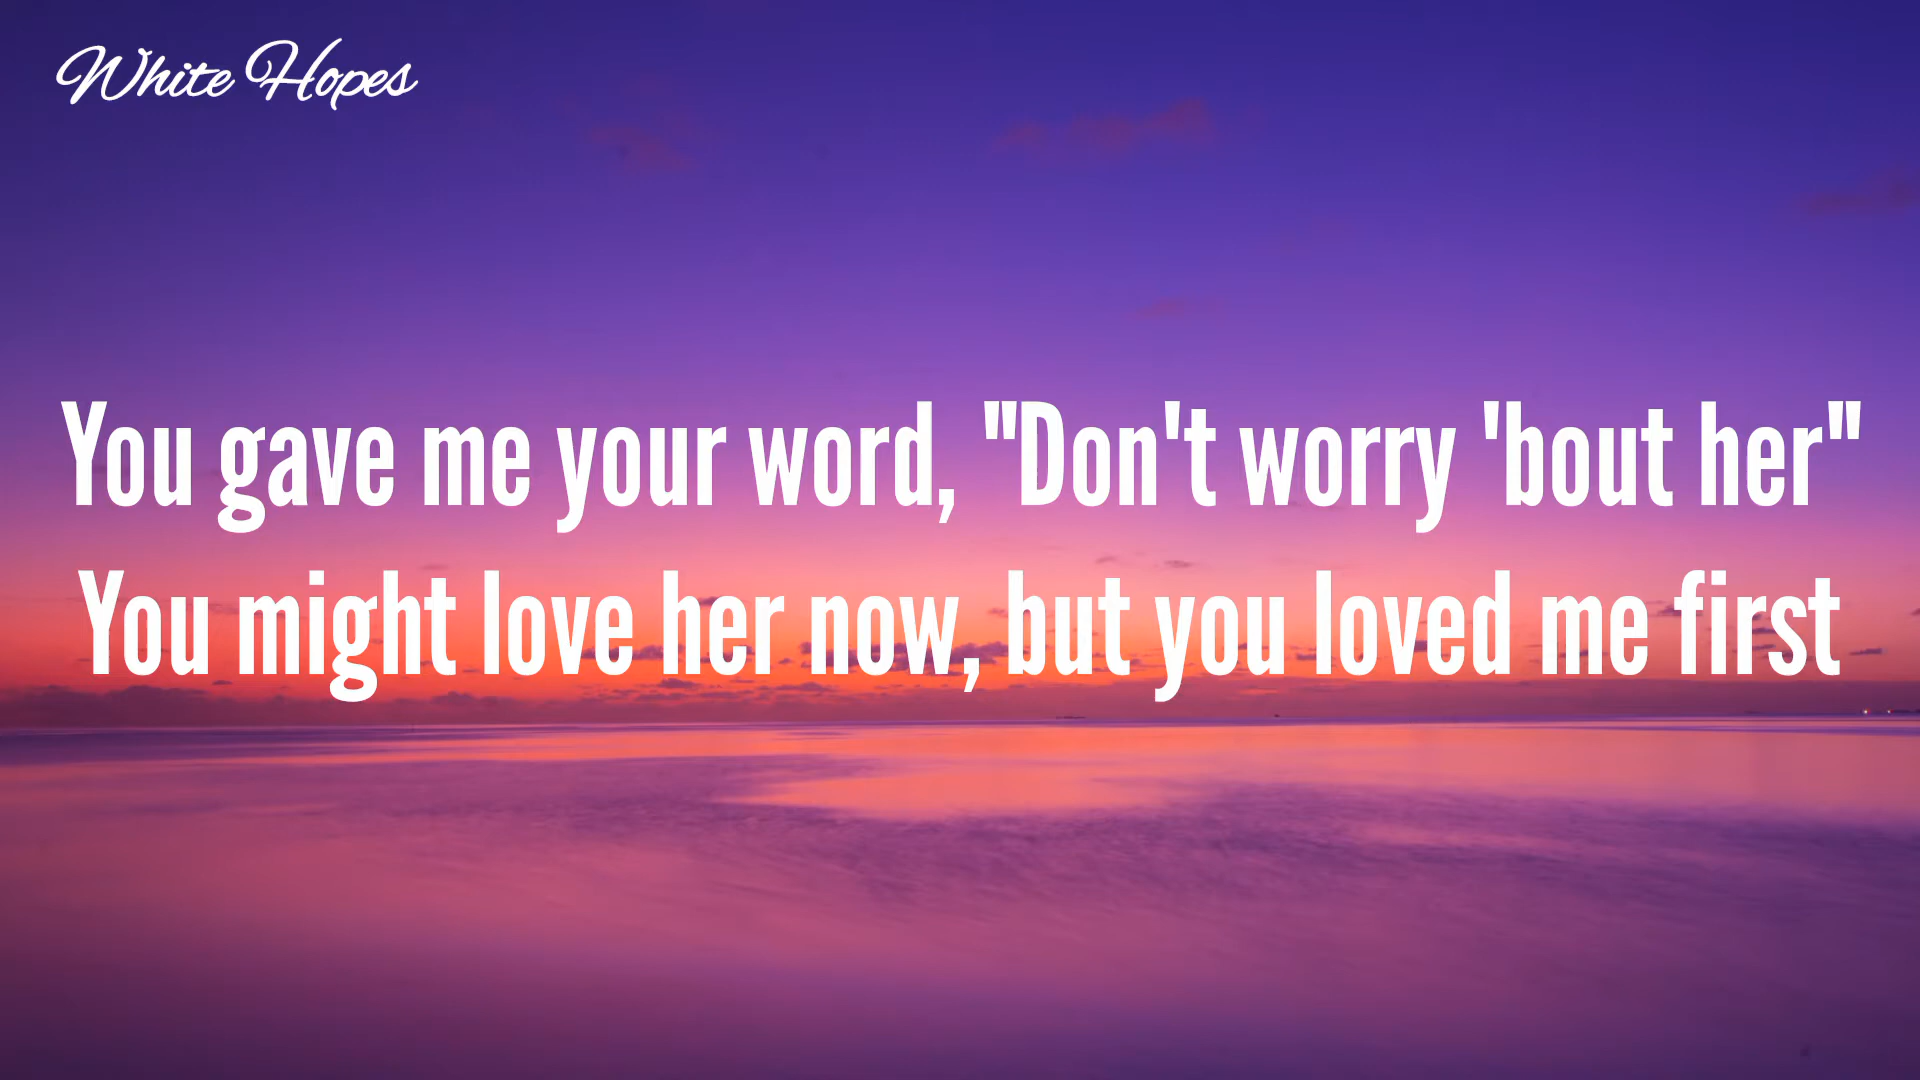 White Hopes
You gave me your word, "Don't worry 'bout her"
You might love her now, but you loved me first